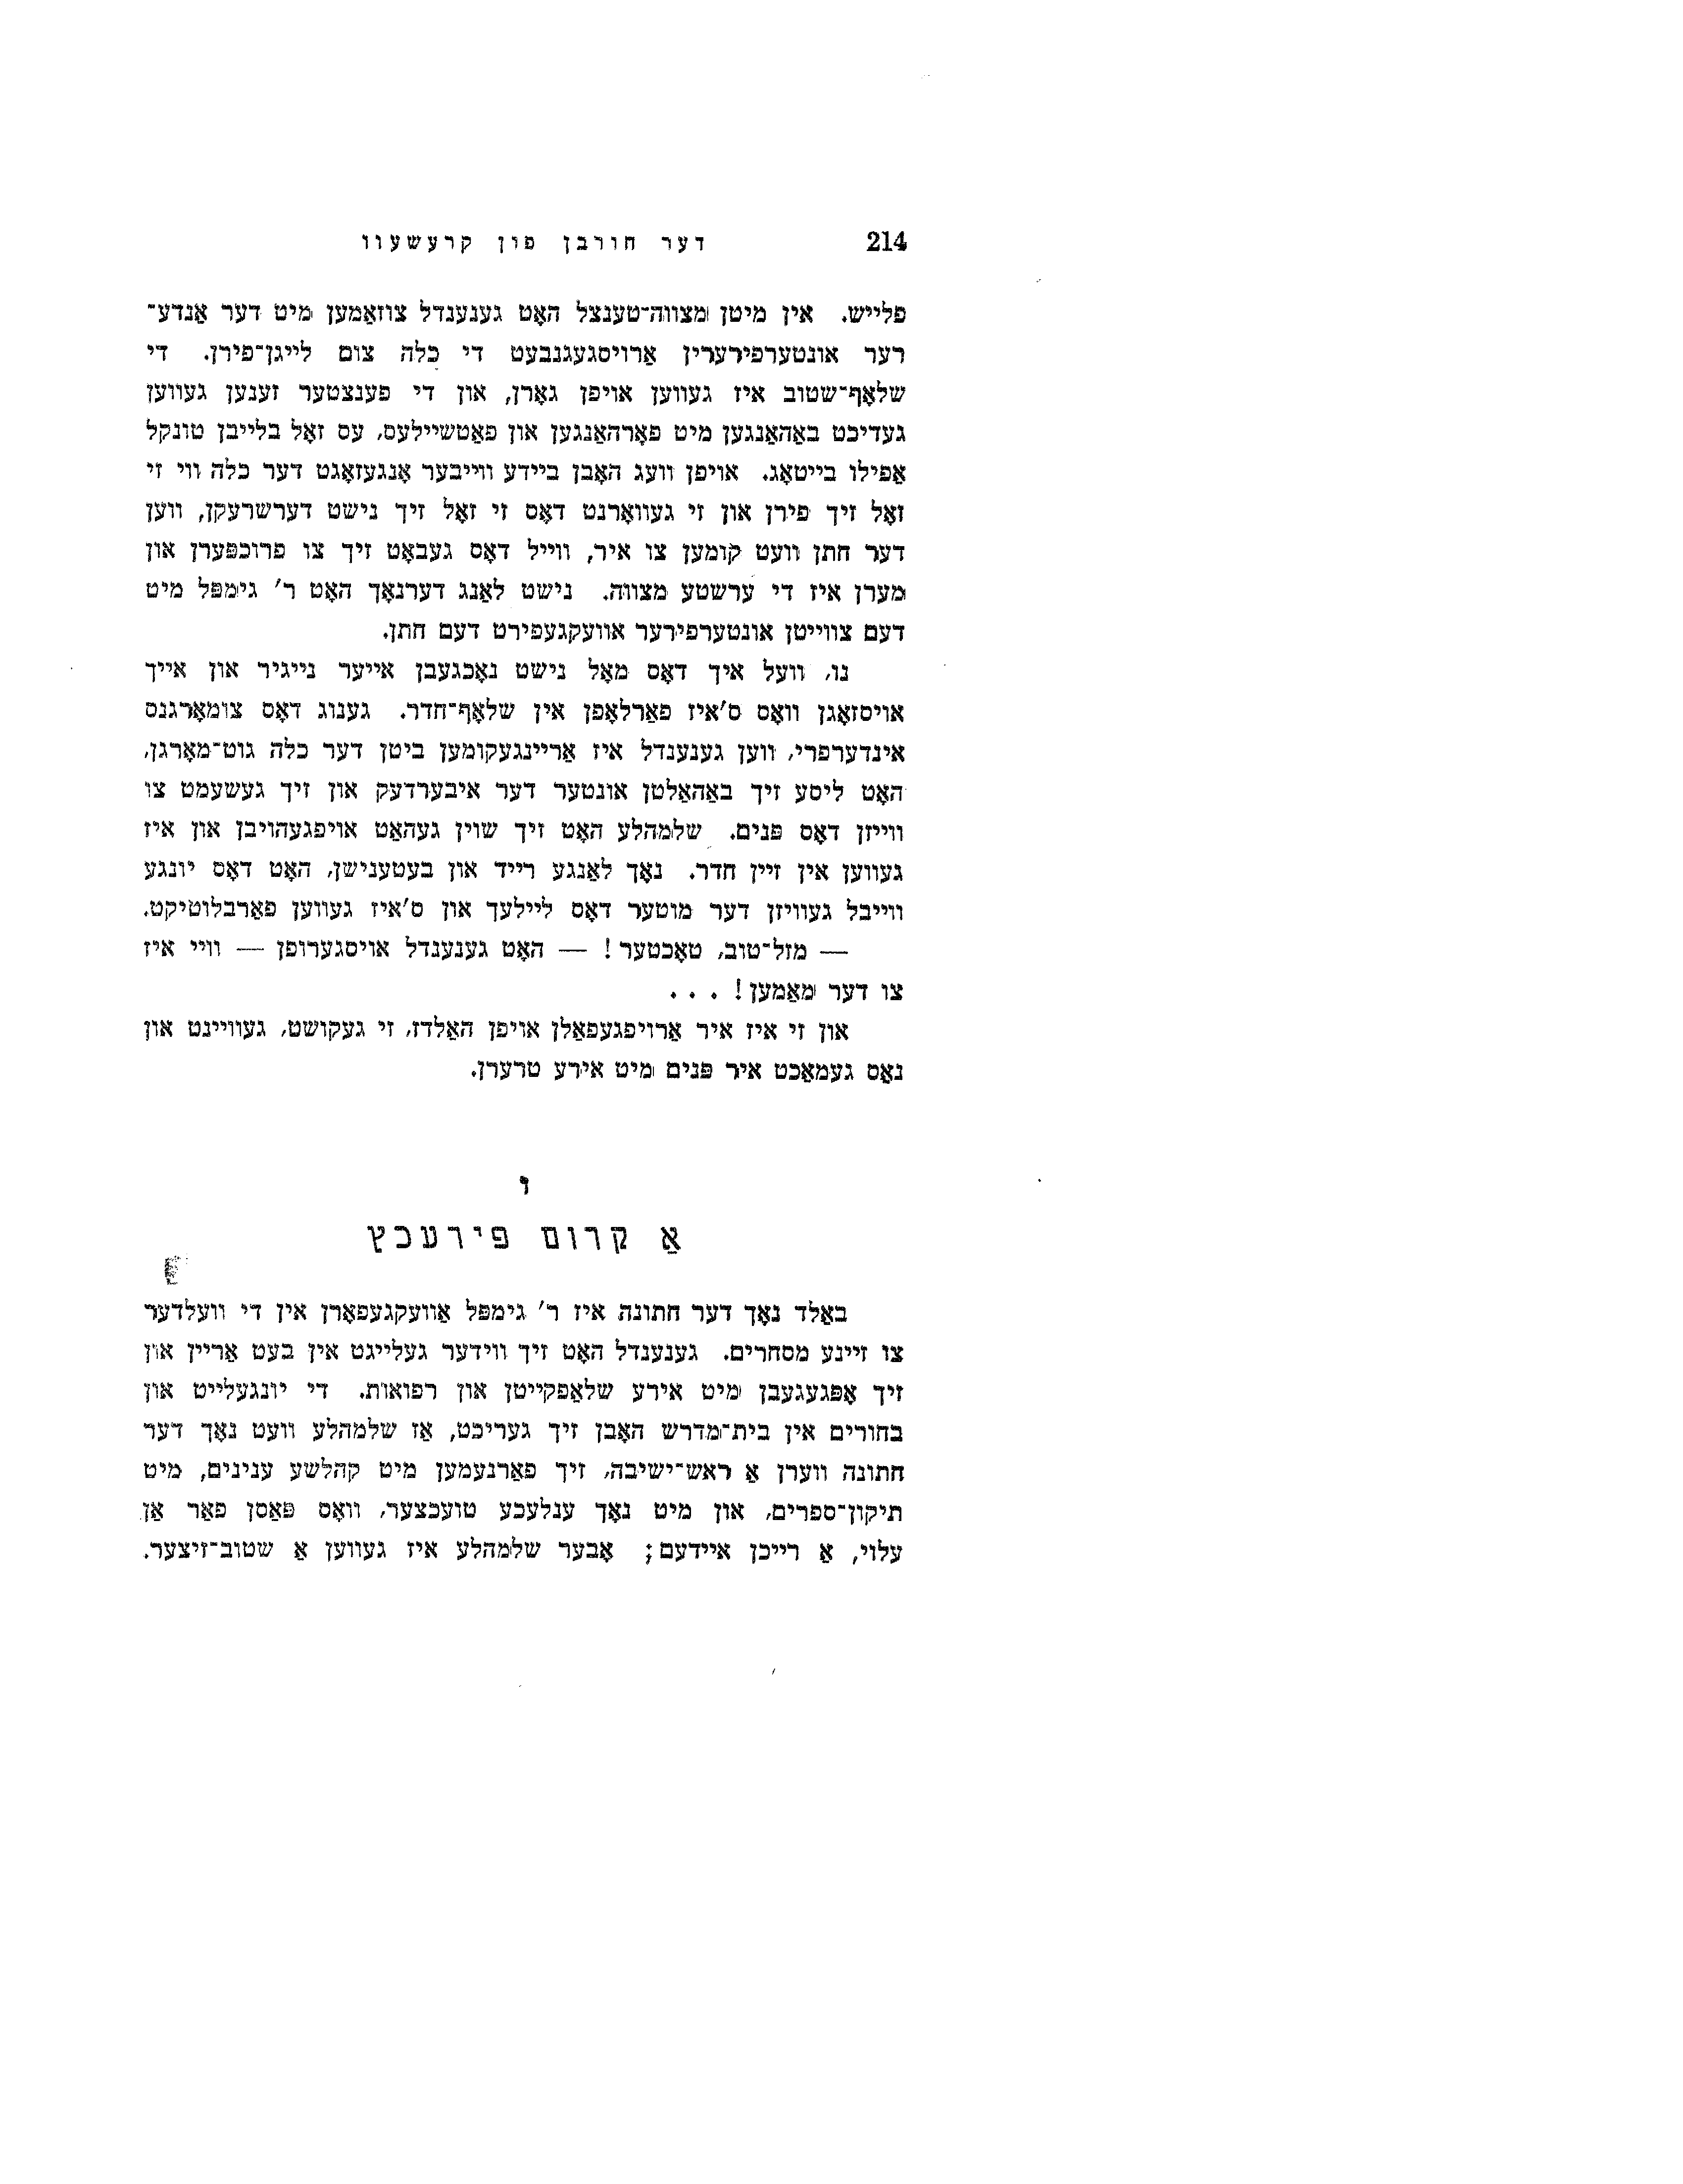 214 דער חורבן פון קרעשעוו
פלייש. אין מיטן מצווה־טענצל האָט גענענדל צוזאַמען מיט דער אַנדע־
רער אונטערפירערין אַרויסגעגנבעט די כלה צום לייגן־פירן. די
שלאָף־שטוב איז געווען אויפן גאָרן, און די פענצטער זענען געווען
געדיכט באַהאַנגען מיט פאָרהאַנגען און פאַטשיילעס, עס זאָל בלייבן טונקל
אַפילו בייטאָג. אויפן וועג האָבן ביידע ווייבער אָנגעזאָגט דער כלה ווי זי
זאָל זיך פירן און זי געוואָרנט דאָס זי זאָל זיך נישט דערשרעקן, ווען
דער חתן וועט קומען צו איר, ווייל דאָס געבאָט זיך צו פרוכפּערן און
מערן איז די ערשטע מצווה. נישט לאַנג דערנאָך האָט ר' גימפּל מיט
דעם צווייטן אונטערפירער אוועקגעפירט דעם חתן.
נו, וועל איך דאָס מאָל נישט נאָכגעבן אייער נייגיר און אייך
אויסזאָגן וואָס ס'איז פאַרלאָפן אין שלאָף־חדר. גענוג דאָס צומאָרגנס
אינדערפרי, ווען גענענדל איז אַריינגעקומען ביטן דער כלה גוט־מאָרגן,
האָט ליסע זיך באַהאַלטן אונטער דער איבערדעק און זיך געשעמט צו
ווייזן דאָס פּנים. שלמהלע האָט זיך שוין געהאַט אויפגעהויבן און איז
געווען אין זיין חדר. נאָך לאַנגע רייד און בעטענישן, האָט דאָס יונגע
ווייבל געוויזן דער מוטער דאָס ליילעך און ס'איז געווען פאַרבלוטיקט.
— מזל־טוב, טאָכטער! — האָט גענענדל אויסגערופן — וויי איז
צו דער מאַמען! . . .
און זי איז איר אַרויפגעפאַלן אויפן האַלדז, זי געקושט, געוויינט און
נאַס געמאַכט איר פּנים מיט אירע טרערן.
ו
אַ קרום פירעכץ
באַלד נאָך דער חתונה איז ר' גימפּל אַוועקגעפאָרן אין די וועלדער
צו זיינע מסחרים. גענענדל האָט זיך ווידער געלייגט אין בעט אַריין און
זיך אָפּגעגעבן מיט אירע שלאַפקייטן און רפואות. די יונגעלייט און
בחורים אין בית־מדרש האָבן זיך געריכט, אַז שלמהלע וועט נאָך דער
חתונה ווערן אַ ראש־ישיבה, זיך פאַרנעמען מיט קהלשע ענינים, מיט
תיקון־ספרים, און מיט נאָך ענלעכע טועכצער, וואָס פּאַסן פאַר אַן
עלוי, אַ רייכן איידעם; אָבער שלמהלע איז געווען אַ שטוב־זיצער.